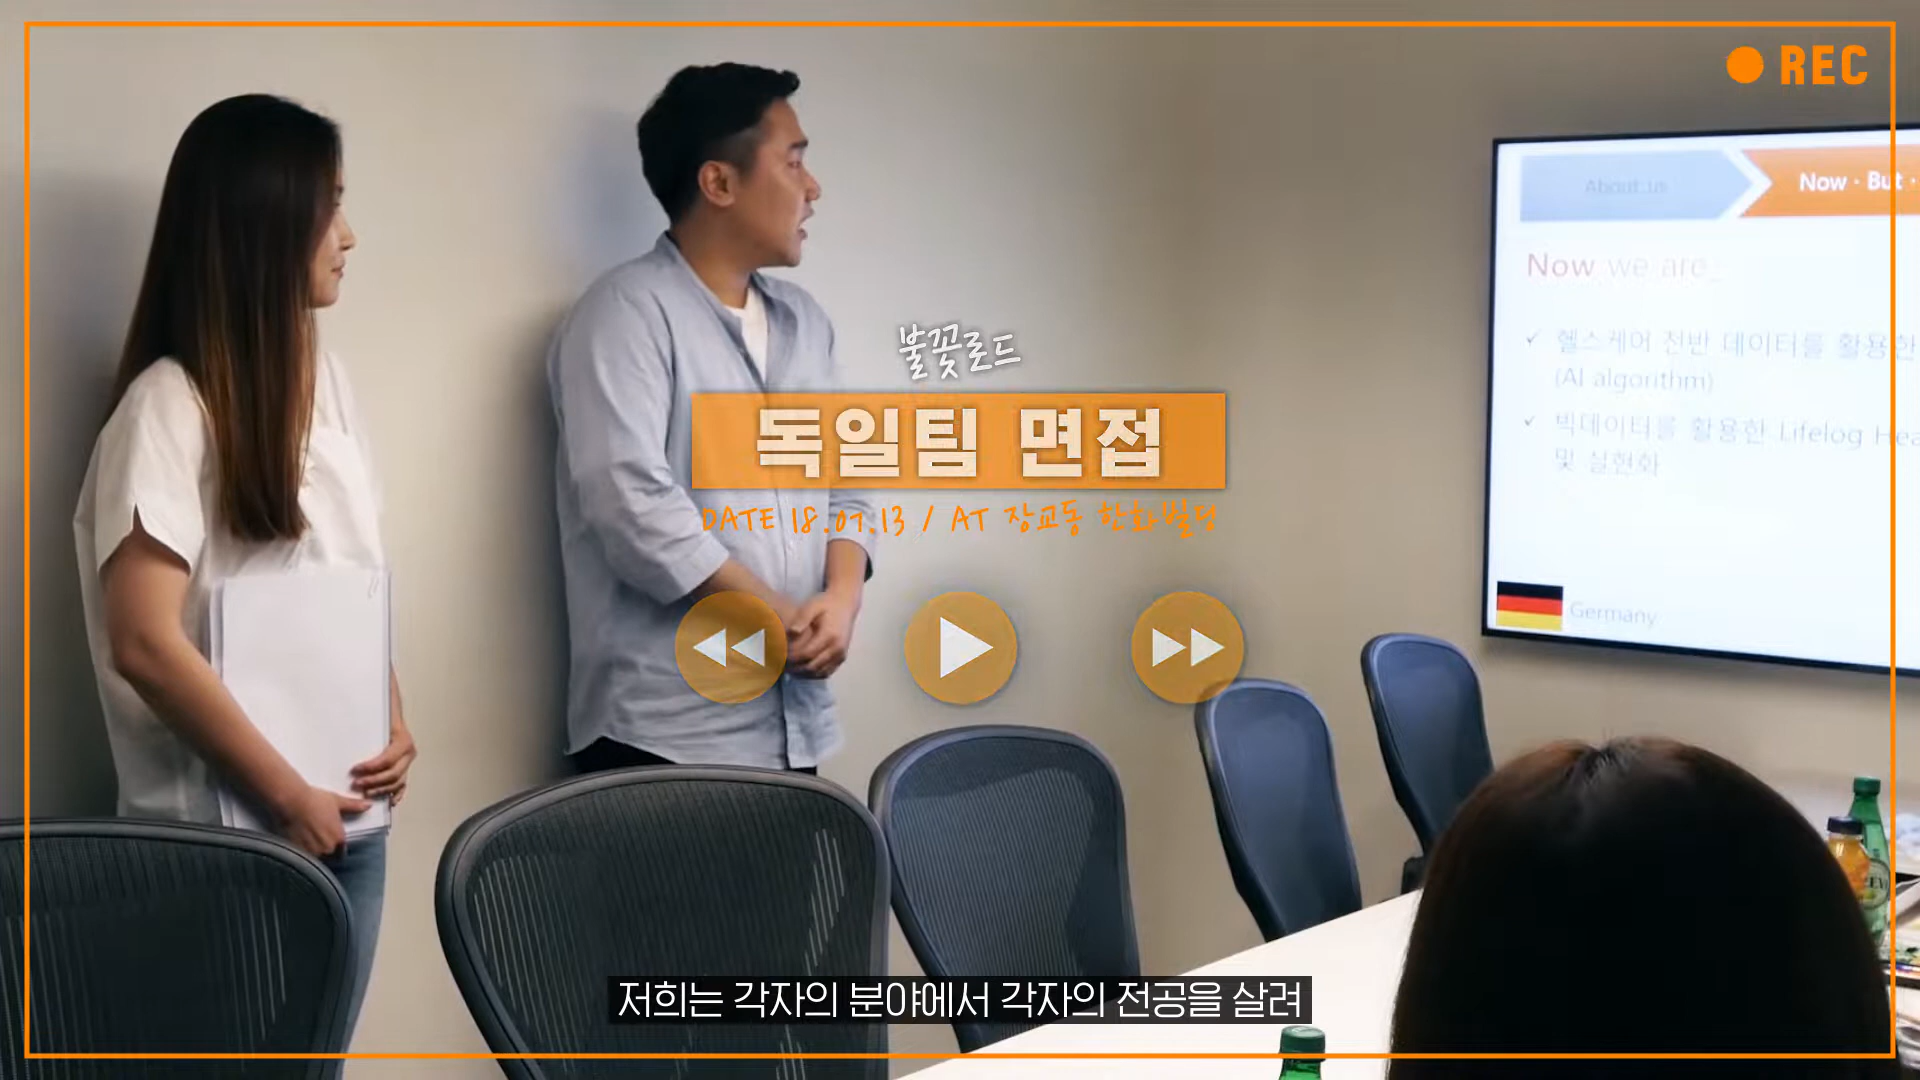 REC
About us
Now · But ·
Now we are
✓ 헬스케어 전반 데이터를 활용한
(AI algorithm)
✓ 빅데이터를 활용한 Lifelog Hea
및 실현화
Germany
불꽃로드
독일팀 면접
DATE 18.07.13 / AT 장교동 한화빌딩
저희는 각자의 분야에서 각자의 전공을 살려